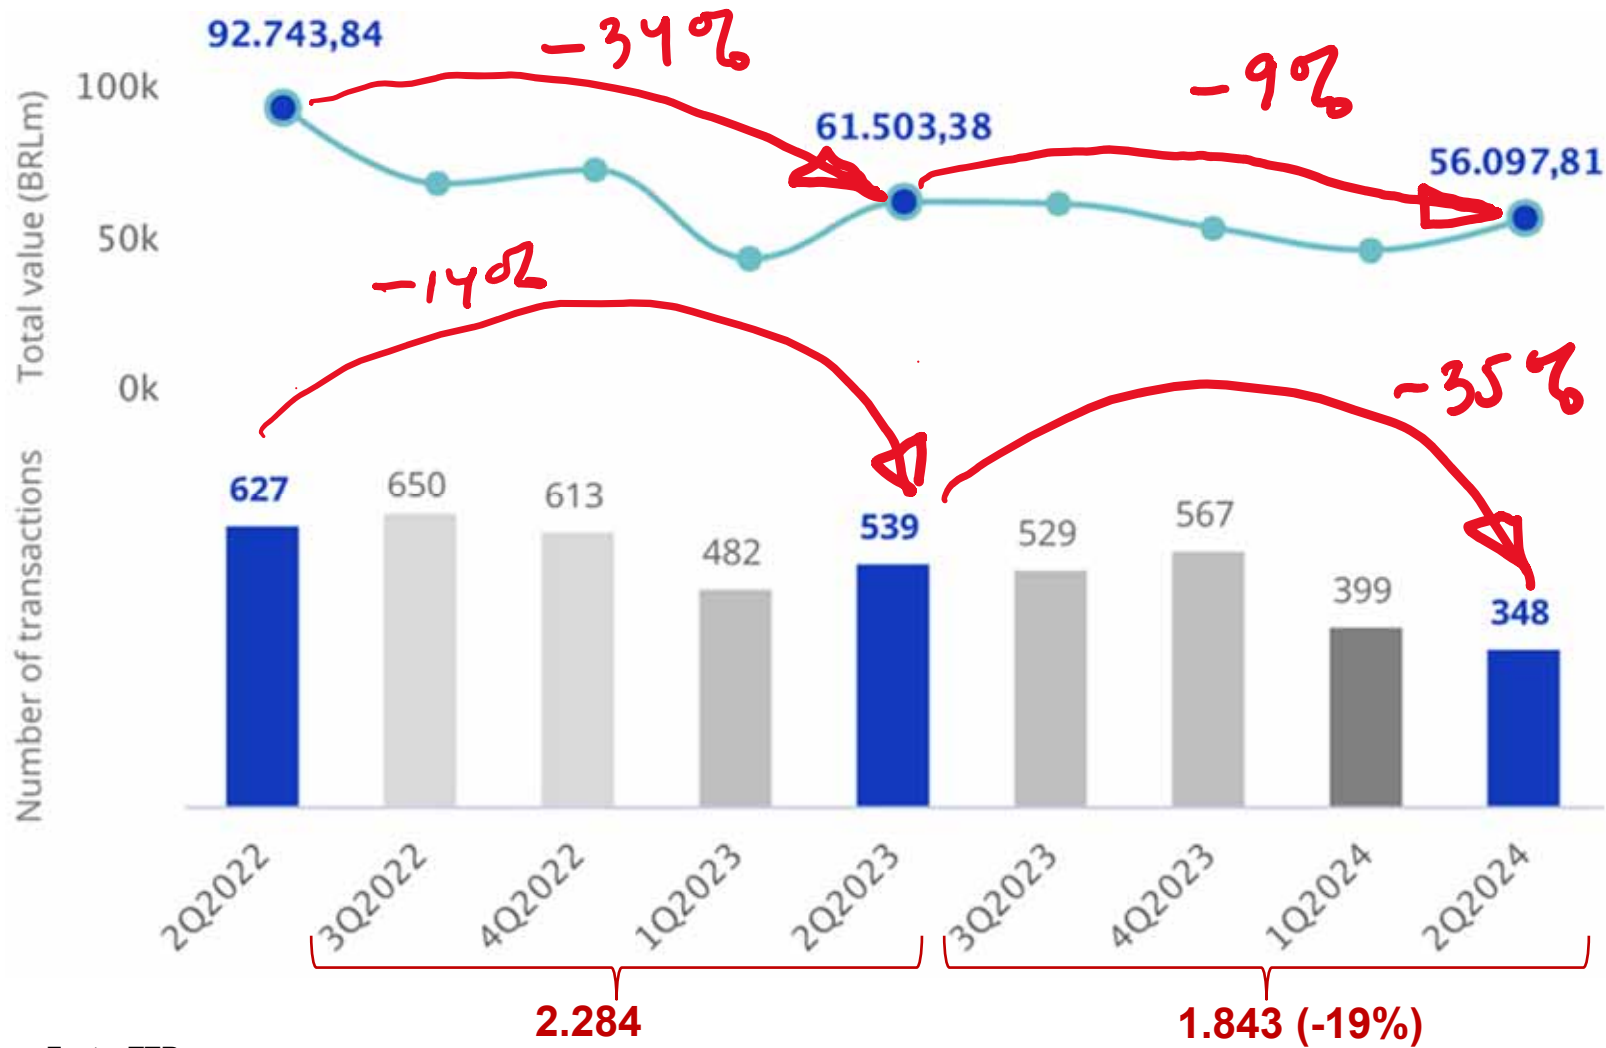 92.743,84
-34%
-9%
100k
61.503,38
56.097,81
50k
-14%
0k
-35%
Total value (BRLm)
627
650
613
482
539
529
567
399
348
Number of transactions
2Q2022
3Q2022
4Q2022
1Q2023
2Q2023
3Q2023
4Q2023
1Q2024
2Q2024
2.284
1.843 (-19%)